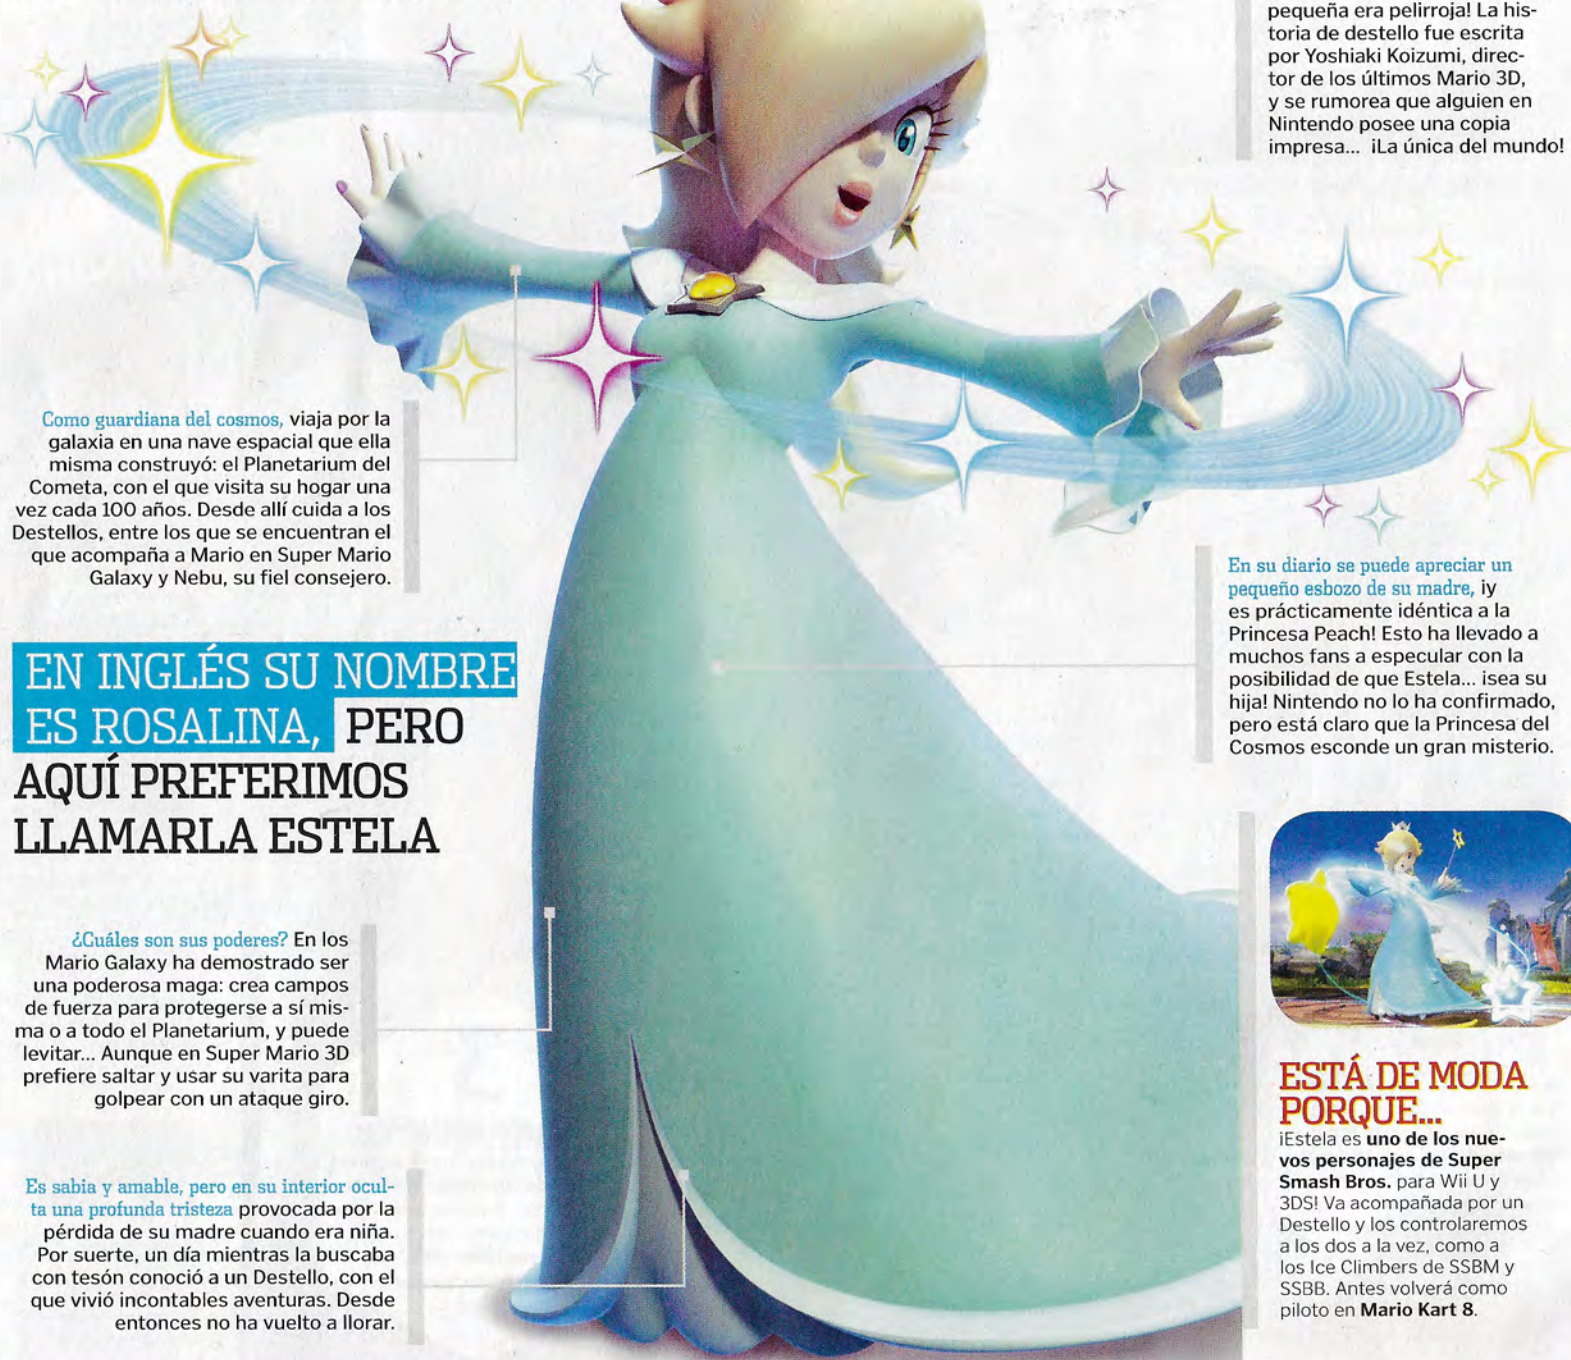 pequeña era pelirroja! La his-
toria de destello fue escrita
por Yoshiaki Koizumi, direc-
tor de los últimos Mario 3D,
y se rumorea que alguien en
Nintendo posee una copia
impresa... ¡La única del mundo!
Como guardiana del cosmos, viaja por la
galaxia en una nave espacial que ella
misma construyó: el Planetarium del
Cometa, con el que visita su hogar una
vez cada 100 años. Desde allí cuida a los
Destellos, entre los que se encuentran el
que acompaña a Mario en Super Mario
Galaxy y Nebu, su fiel consejero.
EN INGLÉS SU NOMBRE
ES ROSALINA, PERO
AQUÍ PREFERIMOS
LLAMARLA ESTELA
¿Cuáles son sus poderes? En los
Mario Galaxy ha demostrado ser
una poderosa maga: crea campos
de fuerza para protegerse a sí mis-
ma o a todo el Planetarium, y puede
levitar... Aunque en Super Mario 3D
prefiere saltar y usar su varita para
golpear con un ataque giro.
Es sabia y amable, pero en su interior ocul-
ta una profunda tristeza provocada por la
pérdida de su madre cuando era niña.
Por suerte, un día mientras la buscaba
con tesón conoció a un Destello, con el
que vivió incontables aventuras. Desde
entonces no ha vuelto a llorar.
En su diario se puede apreciar un
pequeño esbozo de su madre, ¡y
es prácticamente idéntica a la
Princesa Peach! Esto ha llevado a
muchos fans a especular con la
posibilidad de que Estela... ¡sea su
hija! Nintendo no lo ha confirmado,
pero está claro que la Princesa del
Cosmos esconde un gran misterio.
ESTÁ DE MODA
PORQUE...
¡Estela es uno de los nue-
vos personajes de Super
Smash Bros. para Wii U y
3DS! Va acompañada por un
Destello y los controlaremos
a los dos a la vez, como a
los Ice Climbers de SSBM y
SSBB. Antes volverá como
piloto en Mario Kart 8.